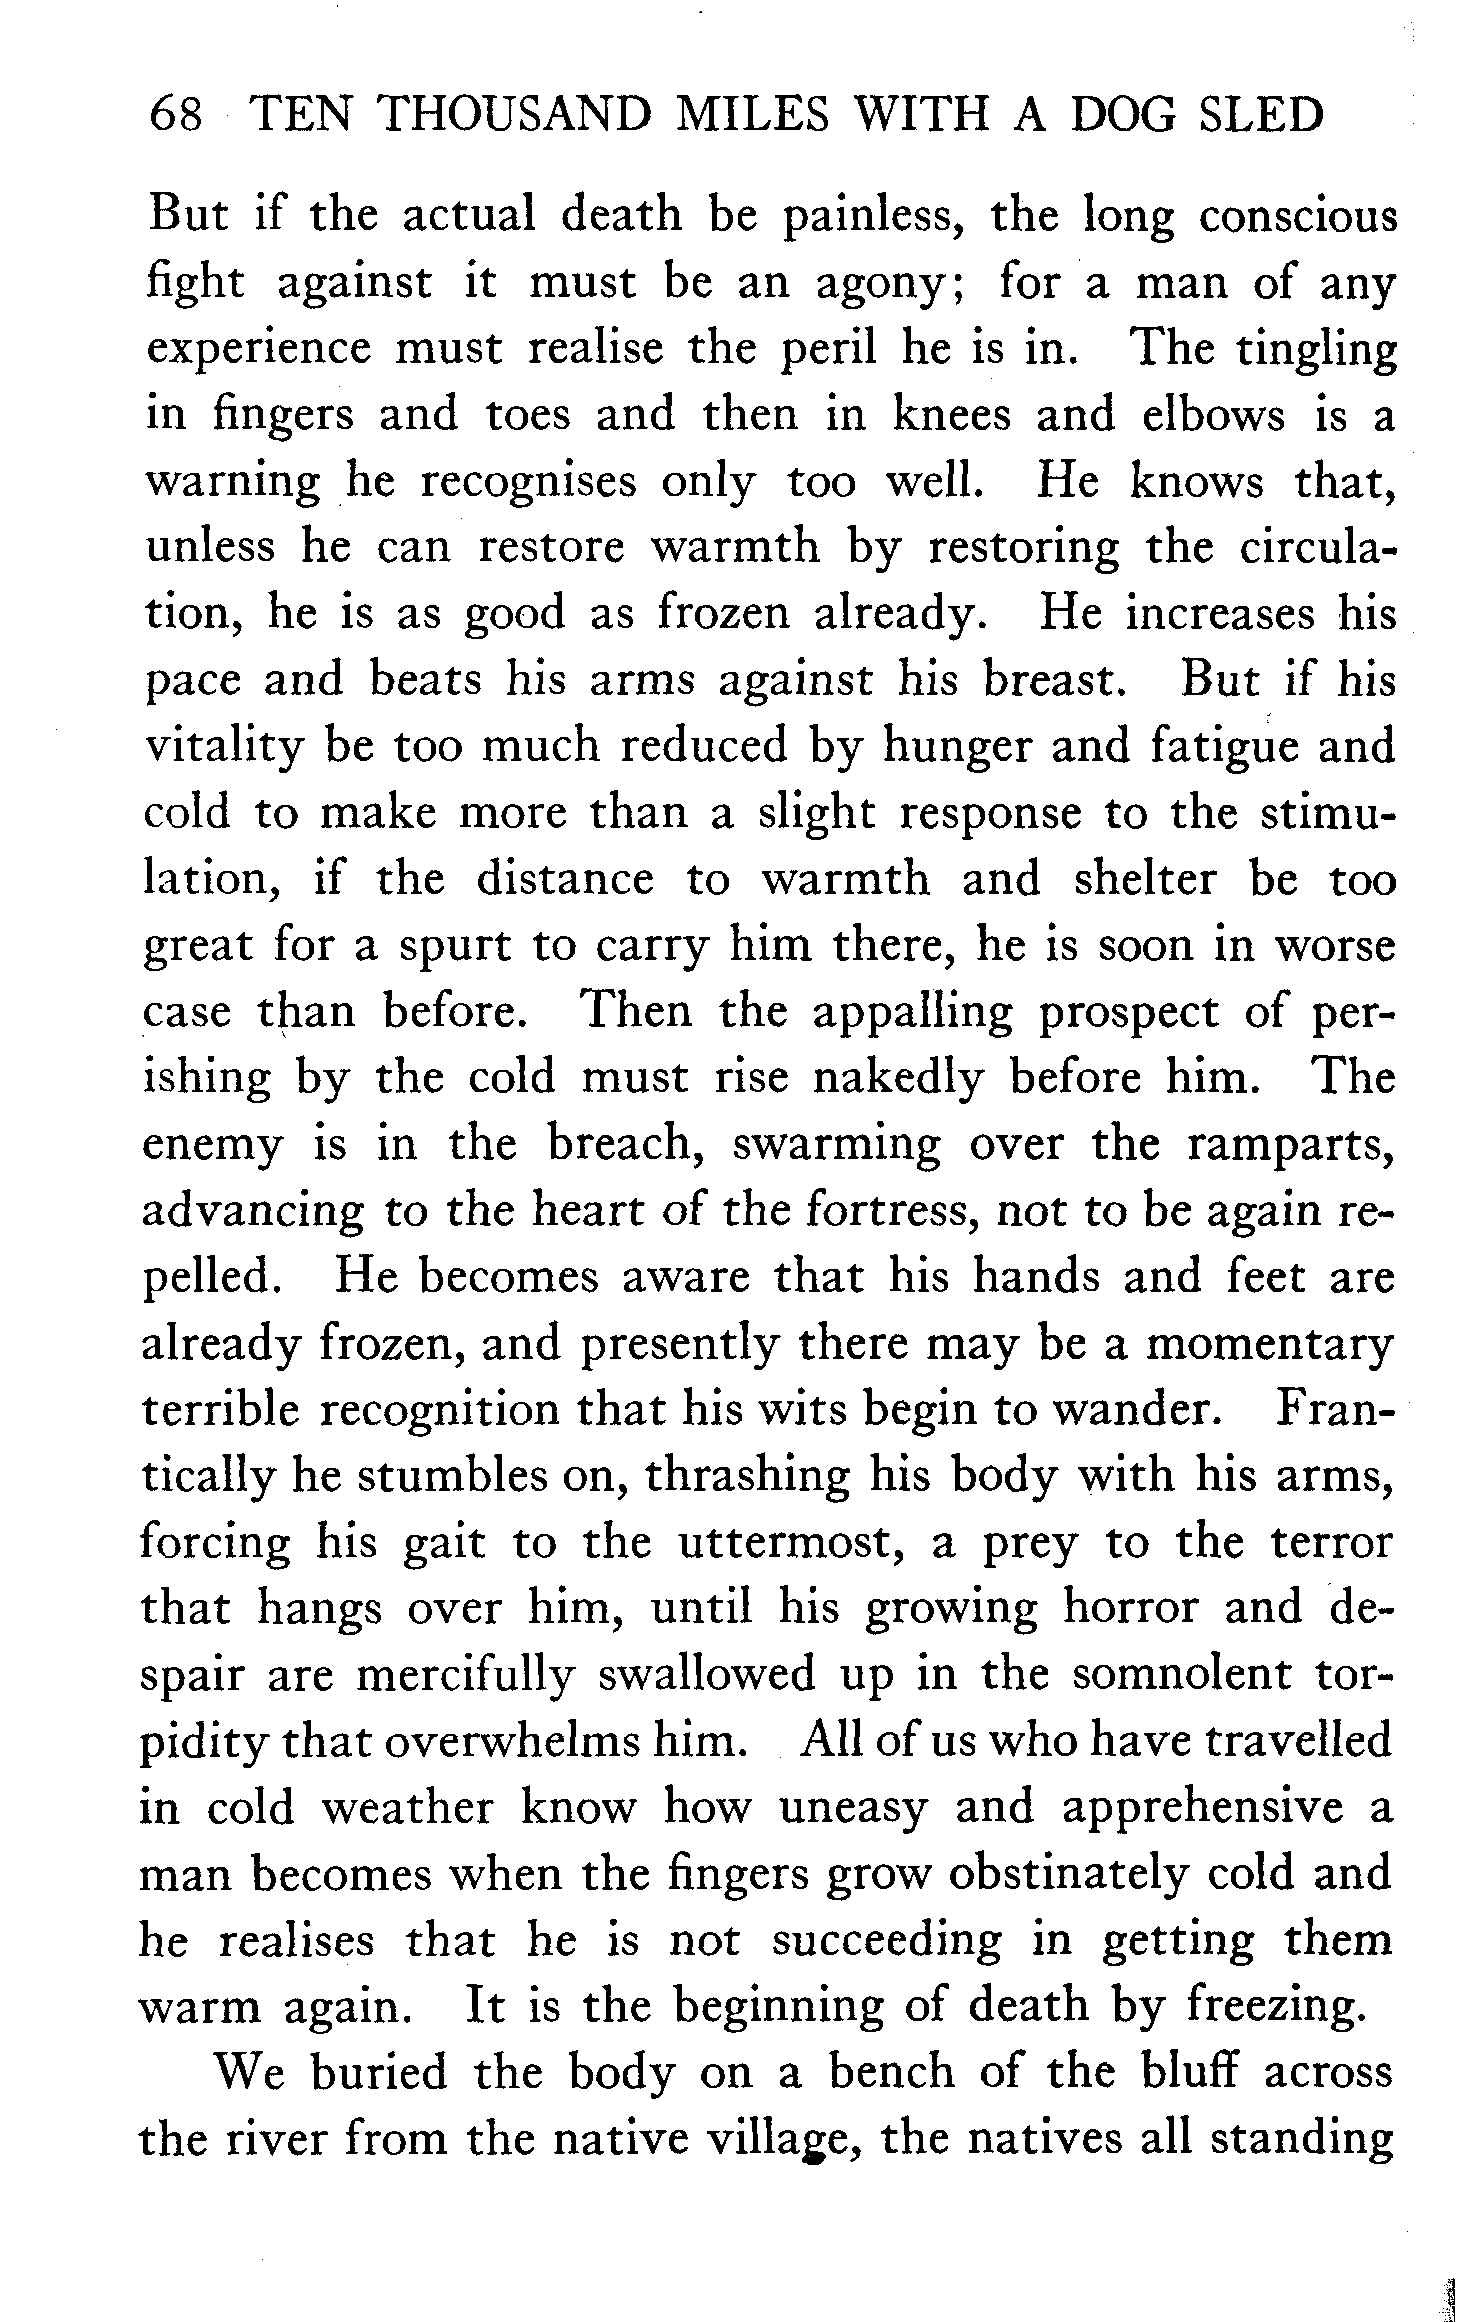 68 TEN THOUSAND MILES WITH A DOG SLED
But if the actual death be painless, the long conscious
fight against it must be an agony; for a man of any
experience must realise the peril he is in. The tingling
in fingers and toes and then in knees and elbows is a
warning he recognises only too well. He knows that,
unless he can restore warmth by restoring the circula-
tion, he is as good as frozen already. He increases his
pace and beats his arms against his breast. But if his
vitality be too much reduced by hunger and fatigue and
cold to make more than a slight response to the stimu-
lation, if the distance to warmth and shelter be too
great for a spurt to carry him there, he is soon in worse
case than before. Then the appalling prospect of per-
ishing by the cold must rise nakedly before him. The
enemy is in the breach, swarming over the ramparts,
advancing to the heart of the fortress, not to be again re-
pelled. He becomes aware that his hands and feet are
already frozen, and presently there may be a momentary
terrible recognition that his wits begin to wander. Fran-
tically he stumbles on, thrashing his body with his arms,
forcing his gait to the uttermost, a prey to the terror
that hangs over him, until his growing horror and de-
spair are mercifully swallowed up in the somnolent tor-
pidity that overwhelms him. All of us who have travelled
in cold weather know how uneasy and apprehensive a
man becomes when the fingers grow obstinately cold and
he realises that he is not succeeding in getting them
warm again. It is the beginning of death by freezing.
We buried the body on a bench of the bluff across
the river from the native village, the natives all standing